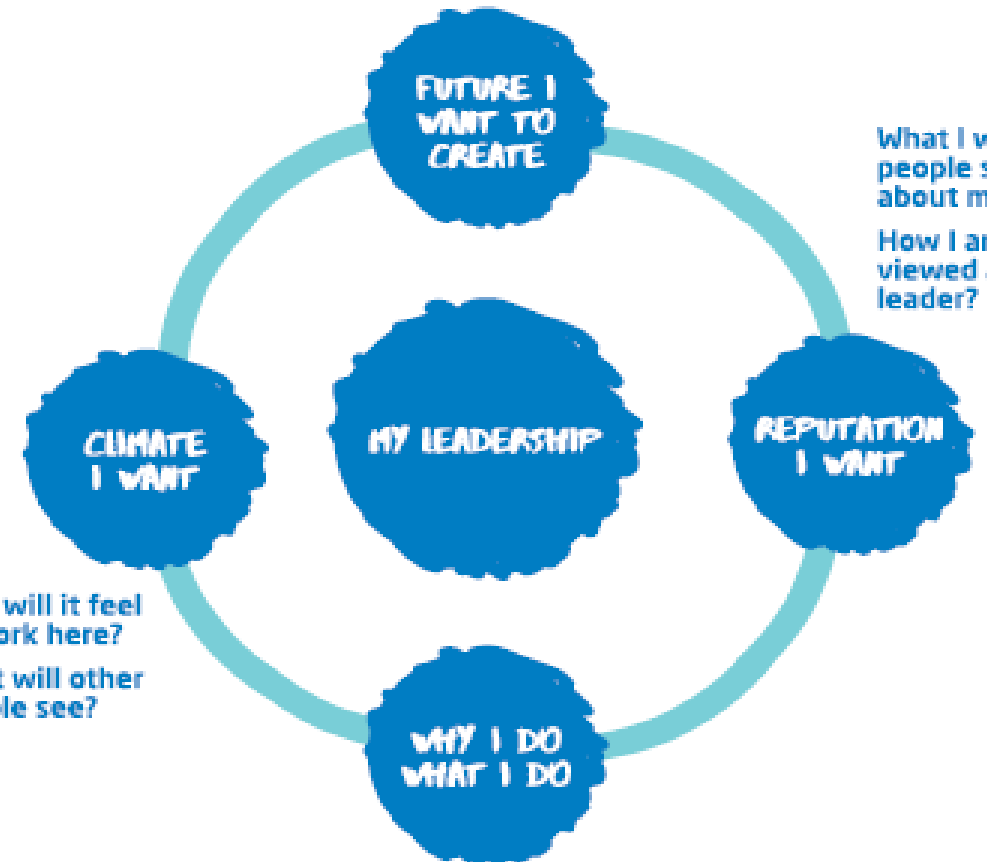 FUTURE I
WANT TO
CREATE
What I w
people s
about m
How I a
viewed
leader?
CLIMATE
I WANT
MY LEADERSHIP
REPUTATION
I WANT
will it feel
ork here?
t will other
le see?
WHY I DO
WHAT I DO